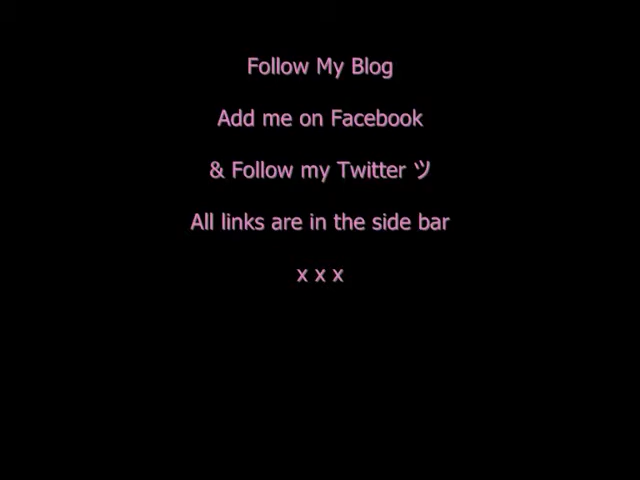 Follow My Blog
Add me on Facebook
& Follow my Twitter ツ
All links are in the side bar
x x x